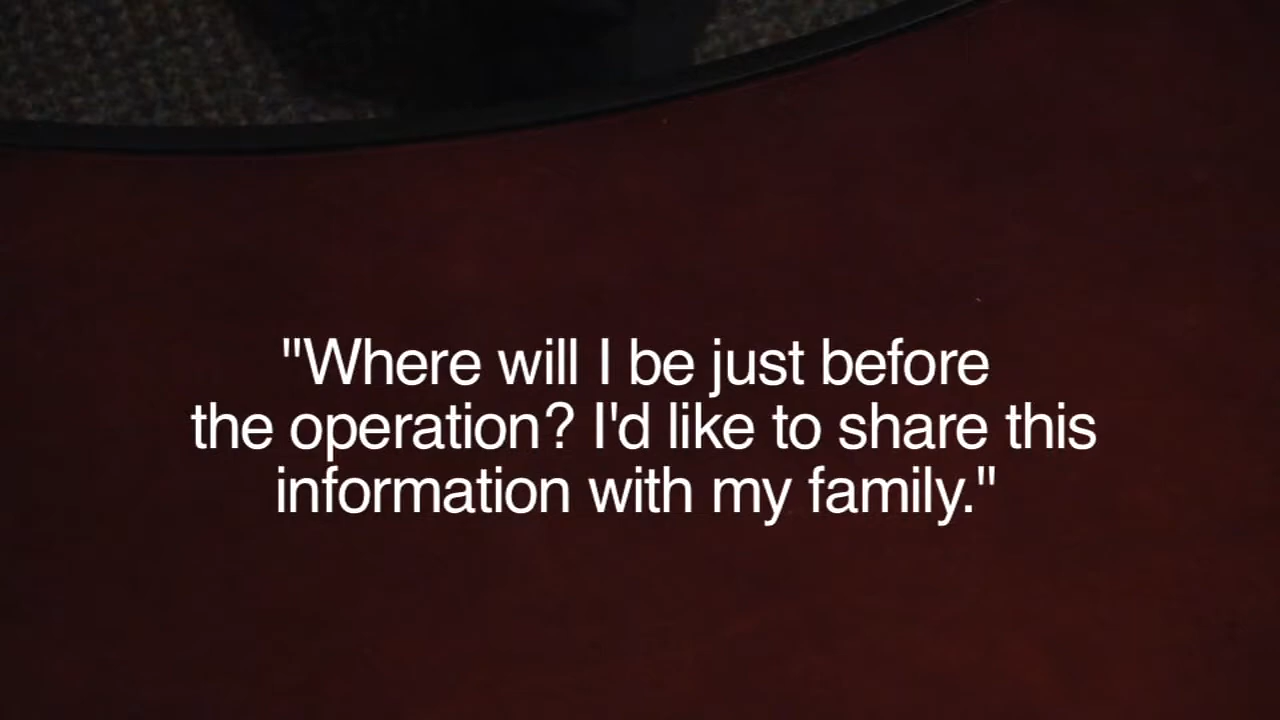 "Where will I be just before
the operation? I'd like to share this
information with my family."